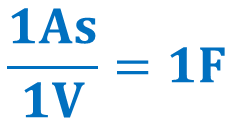 1As
1V = 1F